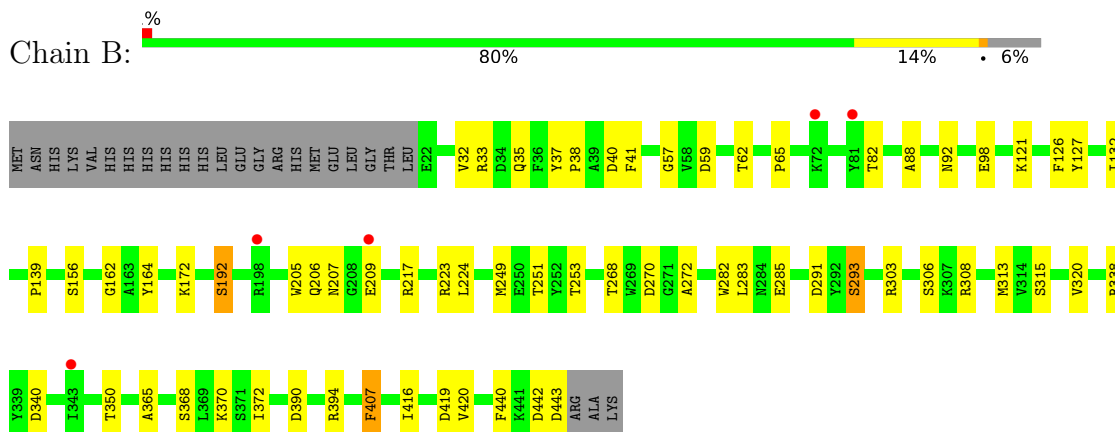 %
Chain B:
80% 14% • 6%
MET ASN HIS LYS VAL HIS HIS HIS HIS HIS HIS LEU GLU GLY ARG HIS MET GLU LEU GLY THR LEU E22 V32 R33 D34 Q35 F36 Y37 P38 A39 D40 F41 G57 V58 D59 T62 P65 K72 Y81 T82 A88 N92 E98 K121 F126 Y127
P139 S156 G162 A163 Y164 K172 S192 R198 W205 Q206 N207 G208 E209 R217 R223 L224 M249 E250 T251 Y252 T253 T268 W269 D270 G271 A272 W282 L283 N284 E285 D291 Y292 S293 R303 S306 K307 R308 M313 V314 S315 V320
Y339 D340 I343 T350 A365 S368 L369 K370 S371 I372 D390 R394 F407 I416 D419 V420 F440 K441 D442 D443 ARG ALA LYS